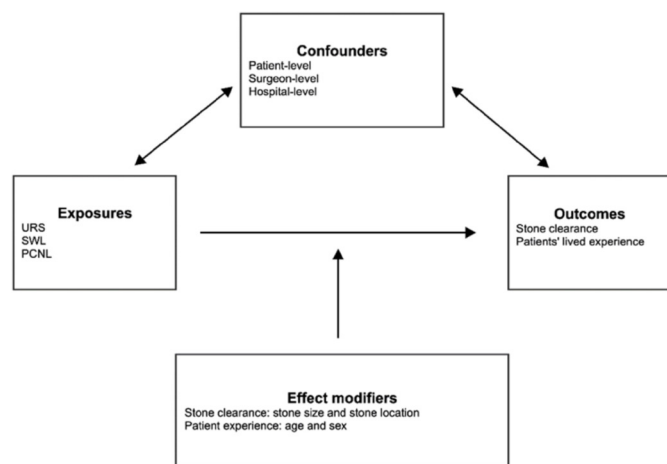 Confounders
Patient-level
Surgeon-level
Hospital-level
Exposures
URS
SWL
PCNL
Outcomes
Stone clearance
Patients' lived experience
Effect modifiers
Stone clearance: stone size and stone location
Patient experience: age and sex